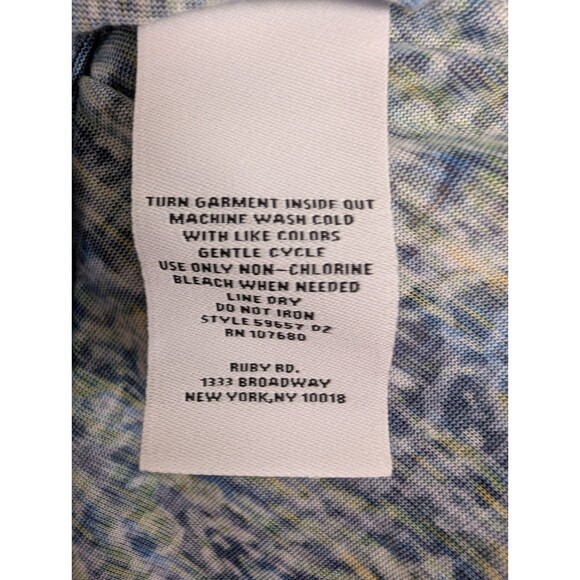 TURN GARMENT INSIDE OUT
MACHINE WASH COLD
WITH LIKE COLORS
GENTLE CYCLE
USE ONLY NON-CHLORINE
BLEACH WHEN NEEDED
LINE DRY
DO NOT IRON
STYLE 59657 D2
RN 107680
RUBY RD.
1333 BROADWAY
NEW YORK,NY 10018